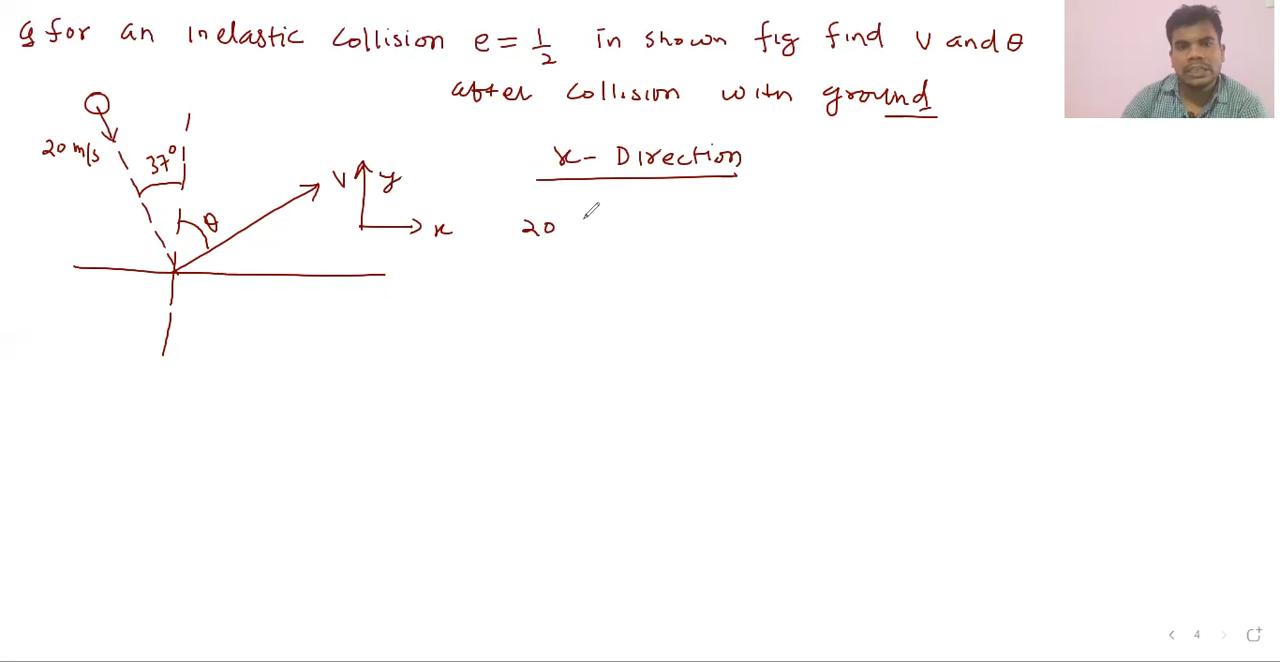 Q for an inelastic collision e = 1/2 in shown fig find v and θ
after collision with ground
20 m/s
37°
θ
v
y
x
x - Direction
20
4